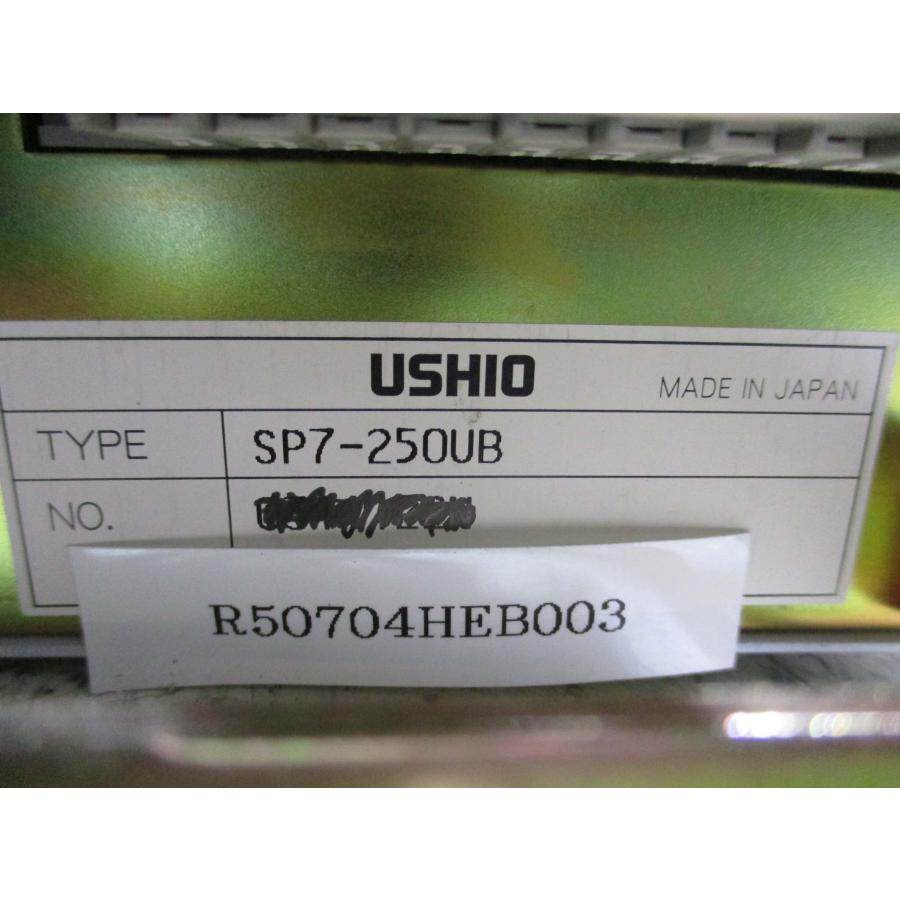 USHIO
MADE IN JAPAN
TYPE SP7-250UB
NO.
R50704HEB003